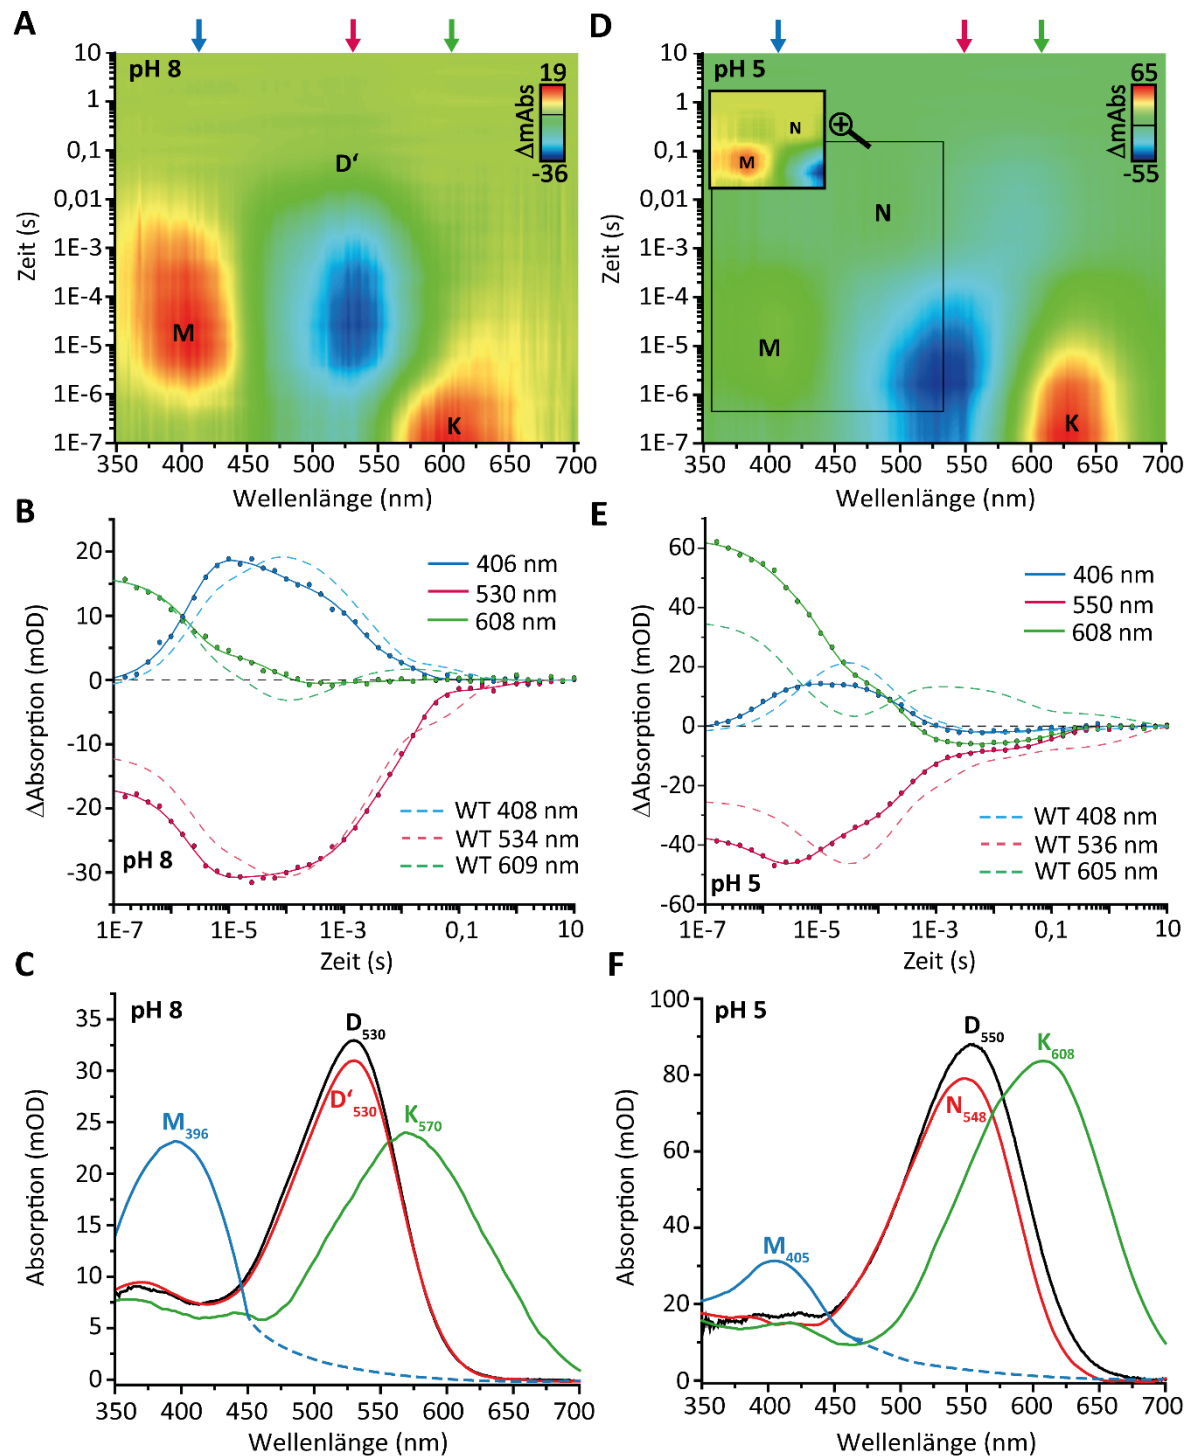 A
pH 8
19
ΔmAbs
-36
D‘
M
K
10
1
0,1
0,01
1E-3
1E-4
1E-5
1E-6
1E-7
Zeit (s)
350 400 450 500 550 600 650 700
Wellenlänge (nm)
D
pH 5
65
ΔmAbs
-55
N
M
N
M
K
10
1
0,1
0,01
1E-3
1E-4
1E-5
1E-6
1E-7
Zeit (s)
350 400 450 500 550 600 650 700
Wellenlänge (nm)
B
20
10
0
-10
-20
-30
ΔAbsorption (mOD)
406 nm
530 nm
608 nm
WT 408 nm
WT 534 nm
WT 609 nm
pH 8
1E-7 1E-5 1E-3 0,1 10
Zeit (s)
E
60
40
20
0
-20
-40
-60
ΔAbsorption (mOD)
406 nm
550 nm
608 nm
WT 408 nm
WT 536 nm
WT 605 nm
pH 5
1E-7 1E-5 1E-3 0,1 10
Zeit (s)
C
pH 8
35
30
25
20
15
10
5
0
Absorption (mOD)
D530
D‘530
M396
K570
350 400 450 500 550 600 650 700
Wellenlänge (nm)
F
pH 5
100
80
60
40
20
0
Absorption (mOD)
D550
K608
N548
M405
350 400 450 500 550 600 650 700
Wellenlänge (nm)